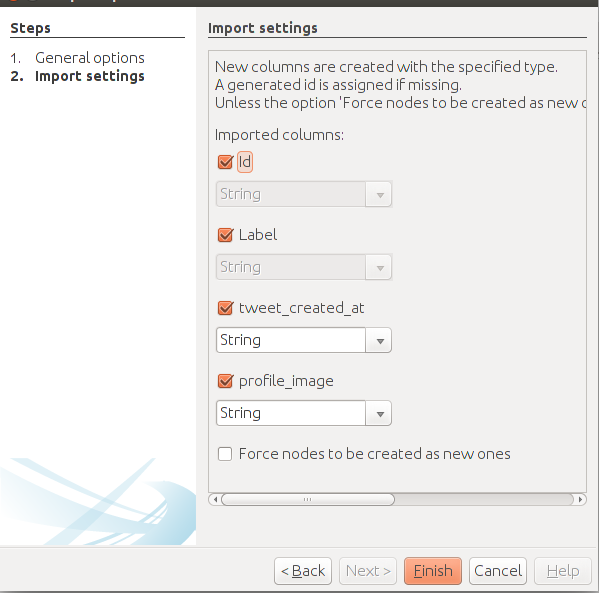 Steps
1. General options
2. Import settings
Import settings
New columns are created with the specified type.
A generated id is assigned if missing.
Unless the option 'Force nodes to be created as new
Imported columns:
Id
String
Label
String
tweet_created_at
String
profile_image
String
Force nodes to be created as new ones
< Back
Next >
Finish
Cancel
Help